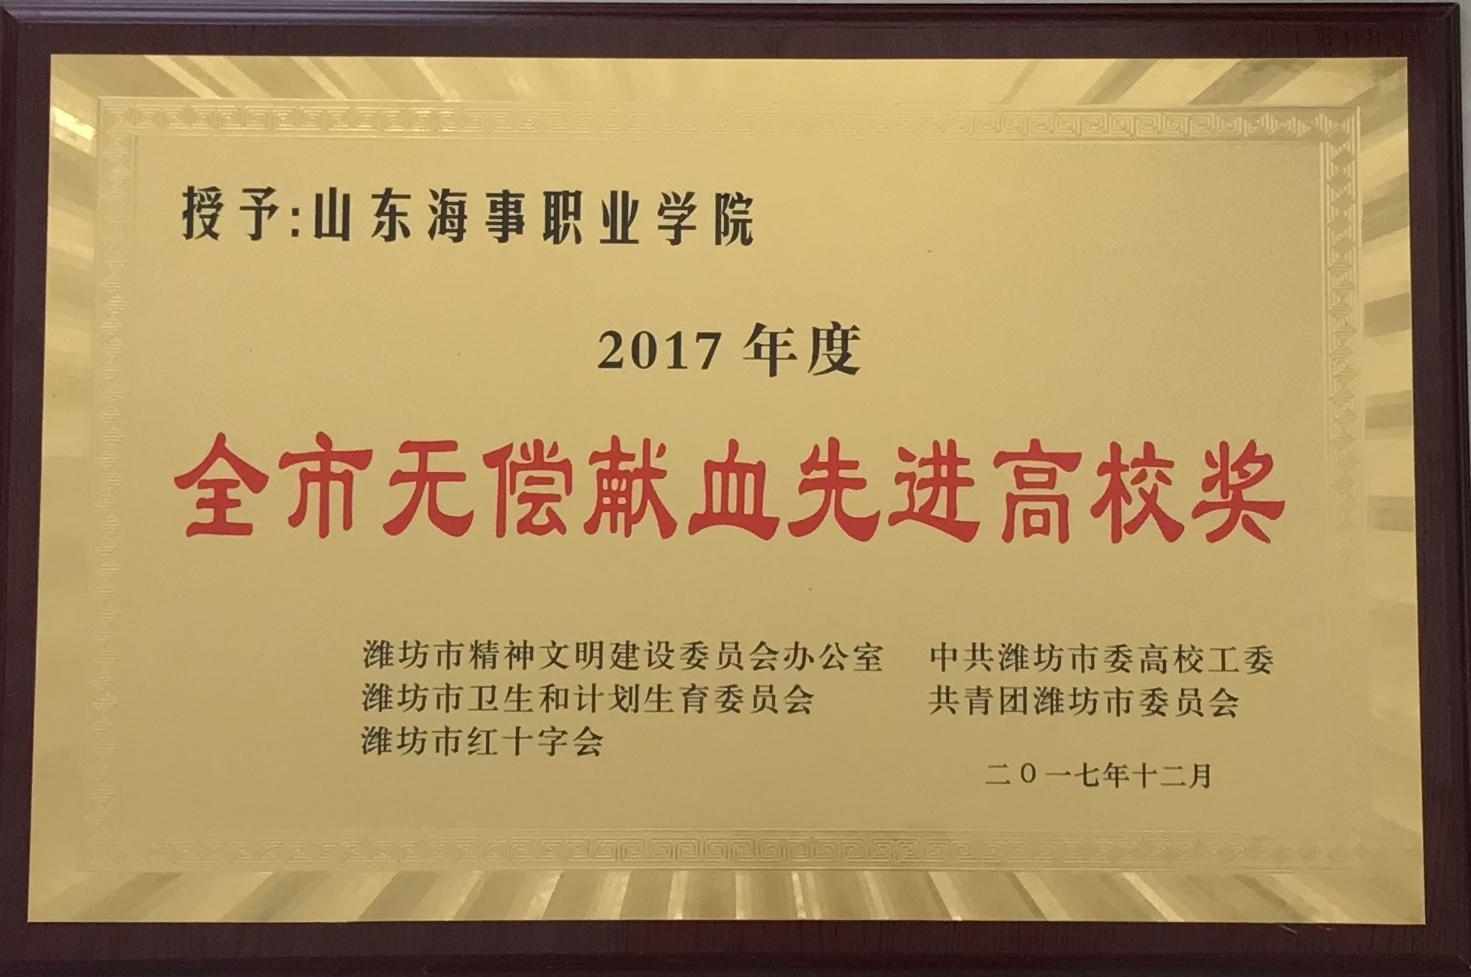 授予:山东海事职业学院
2017年度
全市无偿献血先进高校奖
潍坊市精神文明建设委员会办公室 中共潍坊市委高校工委
潍坊市卫生和计划生育委员会 共青团潍坊市委员会
潍坊市红十字会
二〇一七年十二月